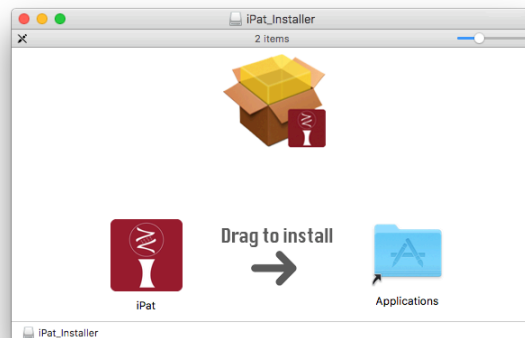 iPat_Installer
2 items
Drag to install
iPat
Applications
iPat_Installer